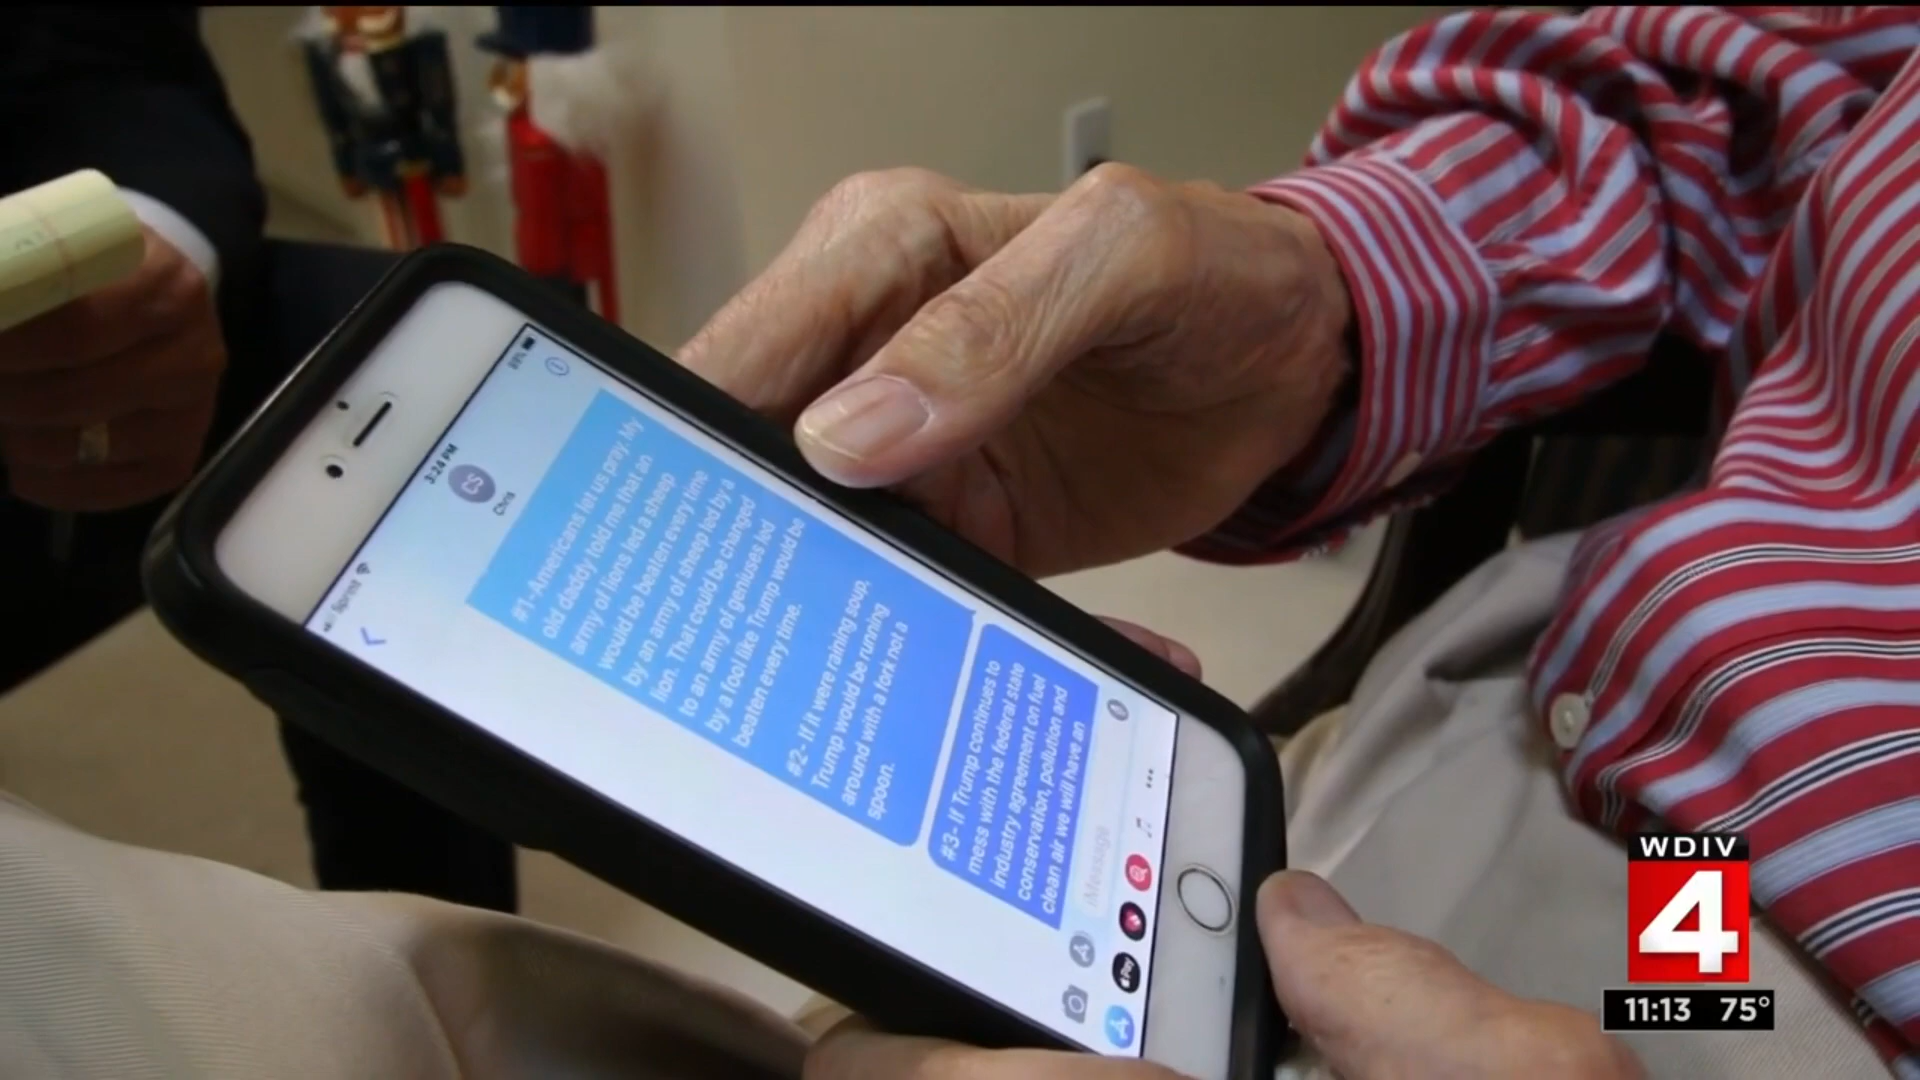 Sprint
3:24 PM
CS
Chris
#1- Americans let us pray. My
old daddy told me that an
army of lions led a sheep
would be beaten every time
by an army of sheep led by a
lion. That could be changed
to an army of geniuses led
by a fool like Trump would be
beaten every time.
#2- If it were raining soup,
Trump would be running
around with a fork not a
spoon.
#3- If Trump continues to
mess with the federal state
industry agreement on fuel
conservation, pollution and
clean air we will have an
iMessage
Pay
WDIV
4
11:13 75°